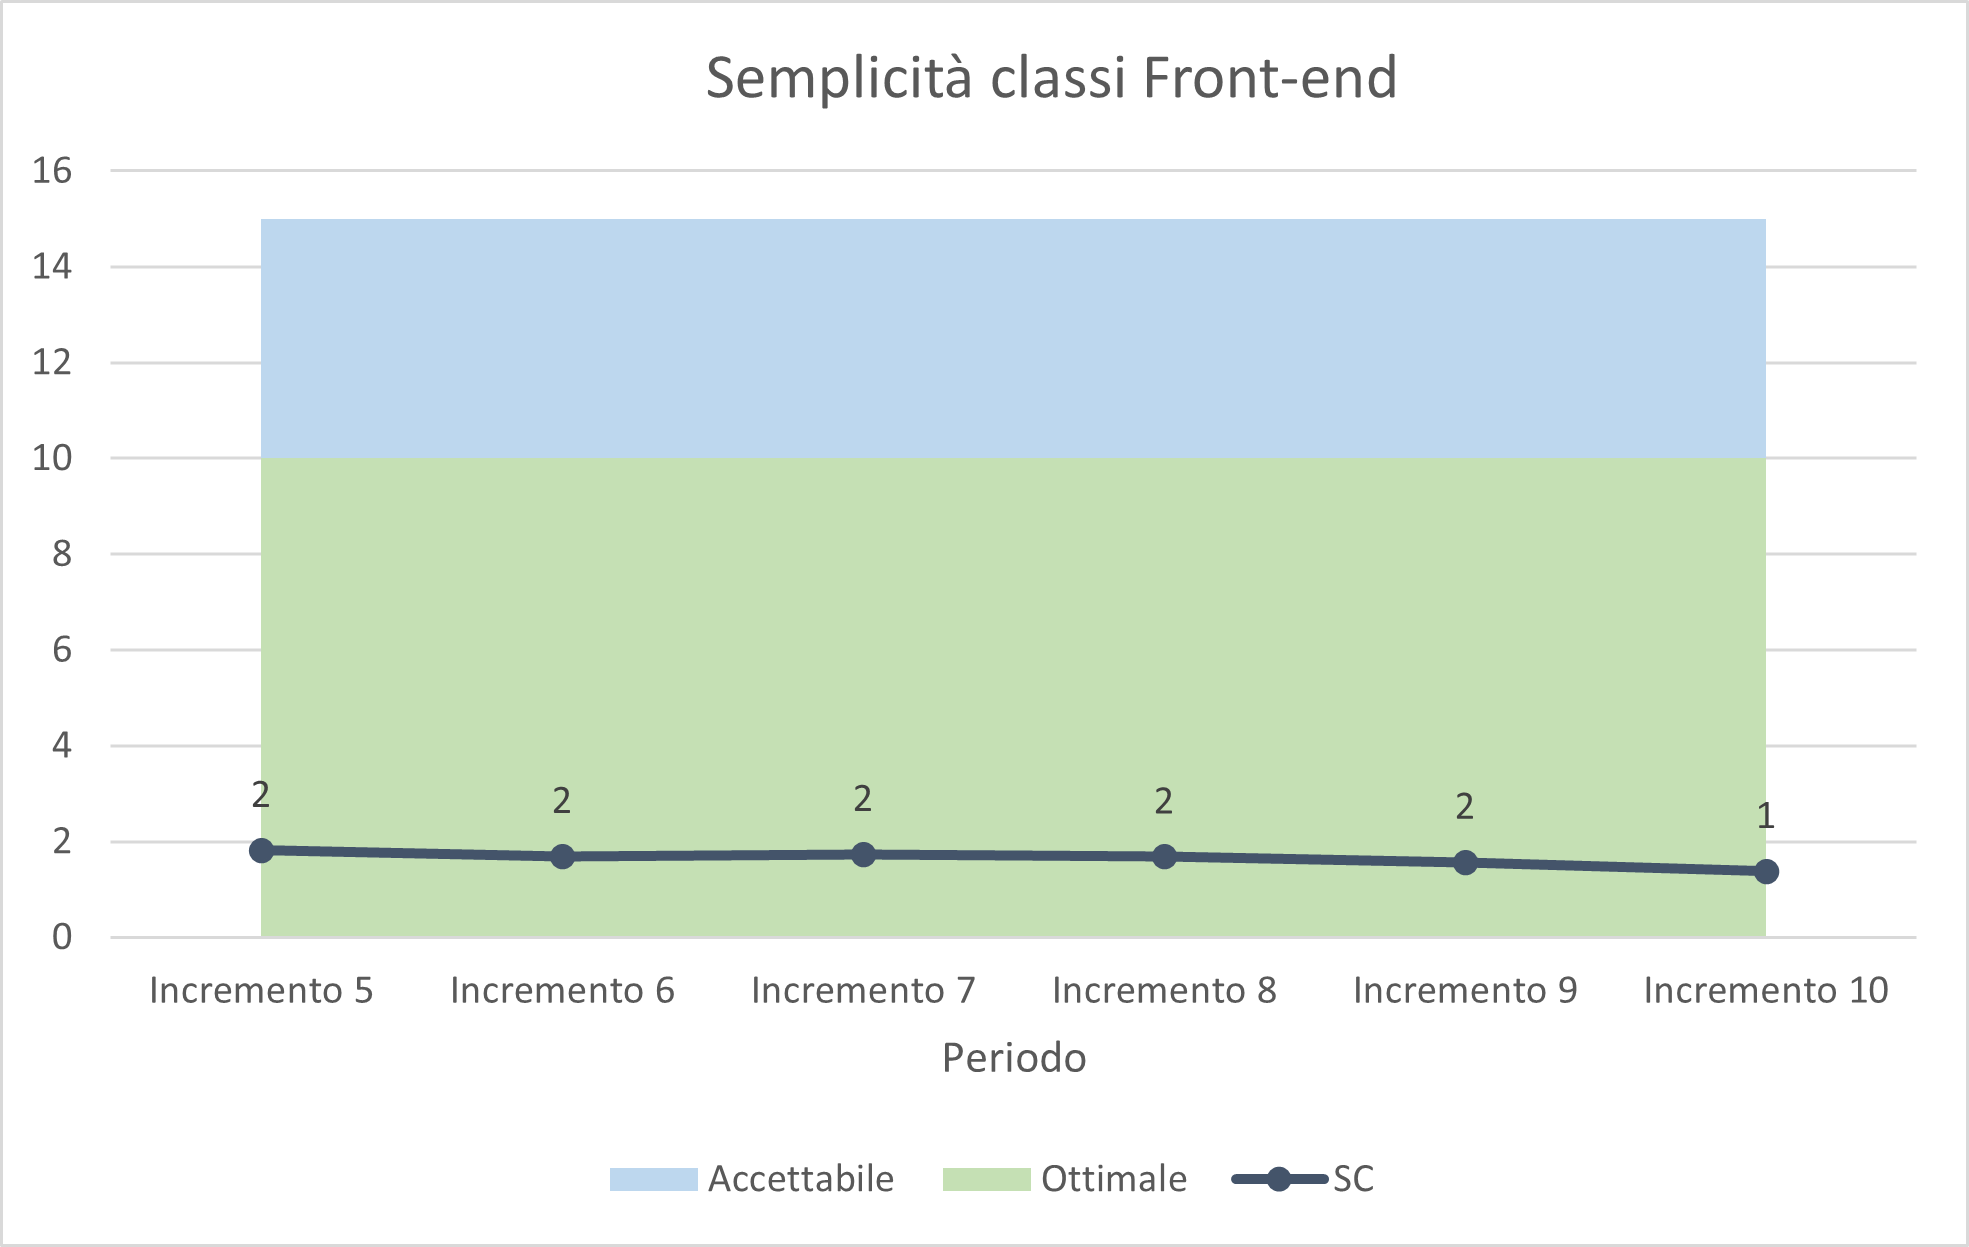 Semplicità classi Front-end
16
14
12
10
8
6
4
2
0
2 2 2 2 2 1
Incremento 5 Incremento 6 Incremento 7 Incremento 8 Incremento 9 Incremento 10
Periodo
Accettabile Ottimale SC